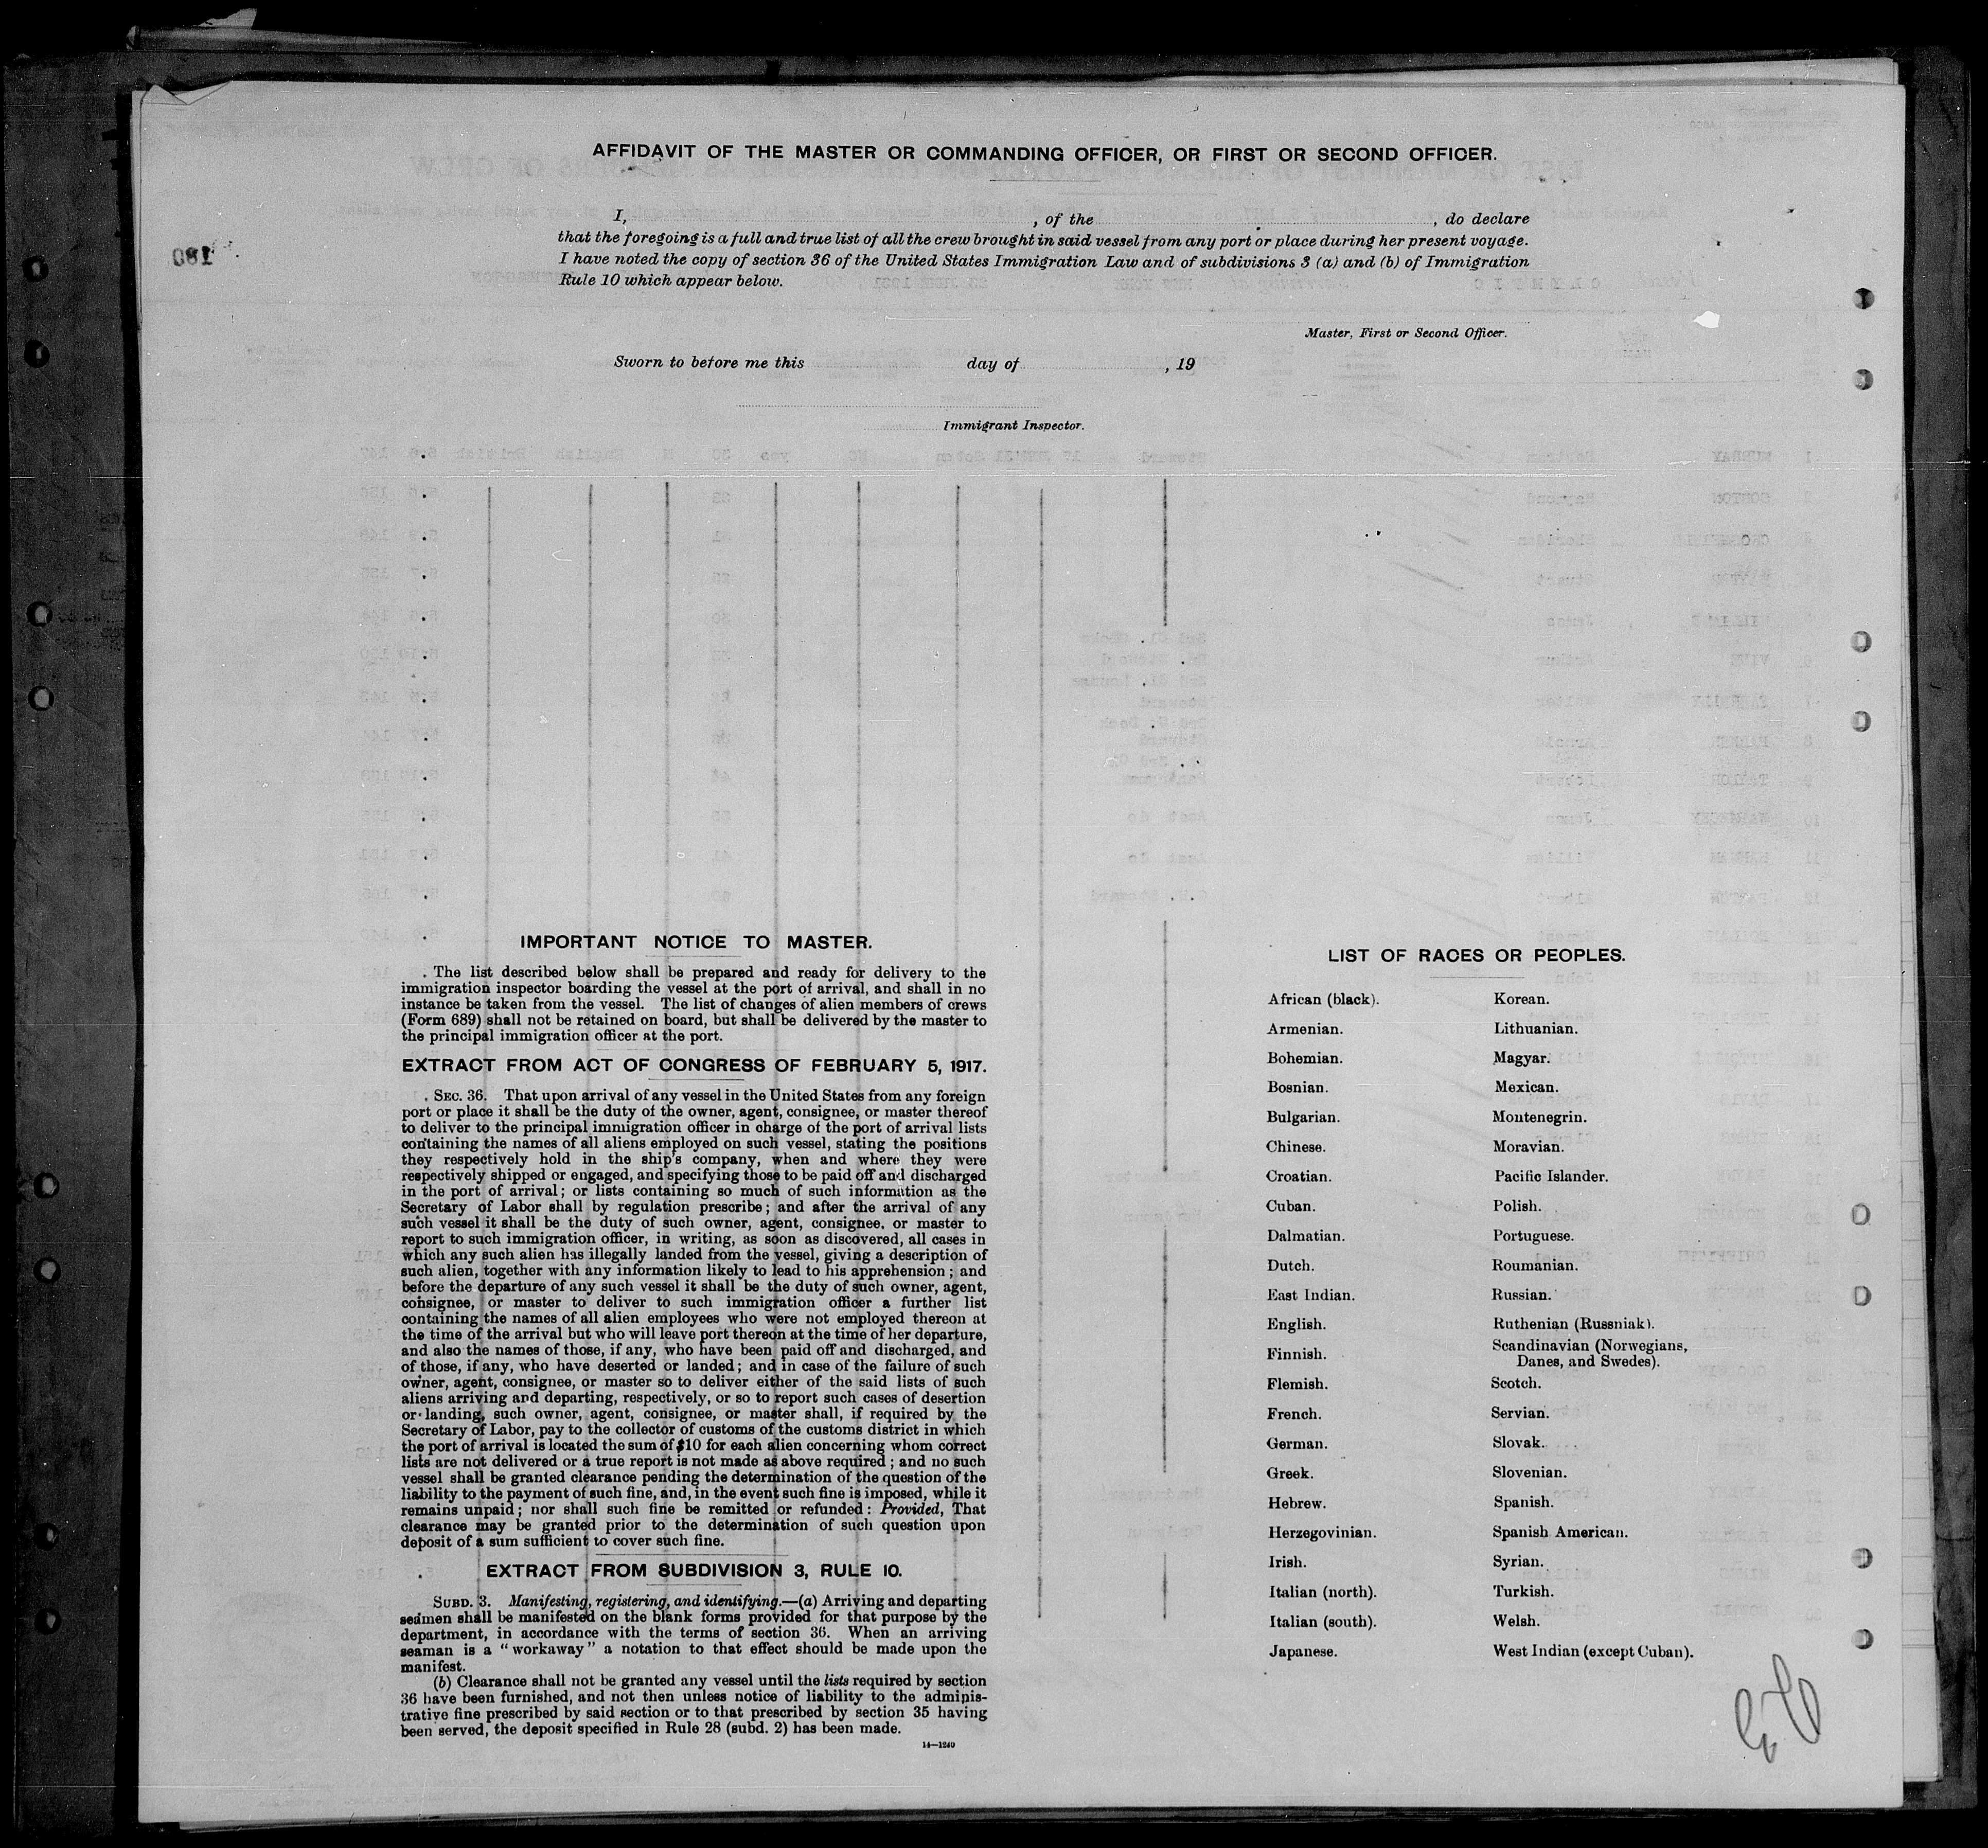 AFFIDAVIT OF THE MASTER OR COMMANDING OFFICER, OR FIRST OR SECOND OFFICER.
I, , of the , do declare
that the foregoing is a full and true list of all the crew brought in said vessel from any port or place during her present voyage.
I have noted the copy of section 36 of the United States Immigration Law and of subdivisions 3 (a) and (b) of Immigration
Rule 10 which appear below.
180
Master, First or Second Officer.
Sworn to before me this day of , 19
Immigrant Inspector.
IMPORTANT NOTICE TO MASTER.
The list described below shall be prepared and ready for delivery to the
immigration inspector boarding the vessel at the port of arrival, and shall in no
instance be taken from the vessel. The list of changes of alien members of crews
(Form 689) shall not be retained on board, but shall be delivered by the master to
the principal immigration officer at the port.
EXTRACT FROM ACT OF CONGRESS OF FEBRUARY 5, 1917.
SEC. 36. That upon arrival of any vessel in the United States from any foreign
port or place it shall be the duty of the owner, agent, consignee, or master thereof
to deliver to the principal immigration officer in charge of the port of arrival lists
containing the names of all aliens employed on such vessel, stating the positions
they respectively hold in the ship's company, when and where they were
respectively shipped or engaged, and specifying those to be paid off and discharged
in the port of arrival; or lists containing so much of such information as the
Secretary of Labor shall by regulation prescribe; and after the arrival of any
such vessel it shall be the duty of such owner, agent, consignee, or master to
report to such immigration officer, in writing, as soon as discovered, all cases in
which any such alien has illegally landed from the vessel, giving a description of
such alien, together with any information likely to lead to his apprehension; and
before the departure of any such vessel it shall be the duty of such owner, agent,
consignee, or master to deliver to such immigration officer a further list
containing the names of all alien employees who were not employed thereon at
the time of the arrival but who will leave port thereon at the time of her departure,
and also the names of those, if any, who have been paid off and discharged, and
of those, if any, who have deserted or landed; and in case of the failure of such
owner, agent, consignee, or master so to deliver either of the said lists of such
aliens arriving and departing, respectively, or so to report such cases of desertion
or landing, such owner, agent, consignee, or master shall, if required by the
Secretary of Labor, pay to the collector of customs of the customs district in which
the port of arrival is located the sum of $10 for each alien concerning whom correct
lists are not delivered or a true report is not made as above required; and no such
vessel shall be granted clearance pending the determination of the question of the
liability to the payment of such fine, and, in the event such fine is imposed, while it
remains unpaid; nor shall such fine be remitted or refunded: Provided, That
clearance may be granted prior to the determination of such question upon
deposit of a sum sufficient to cover such fine.
EXTRACT FROM SUBDIVISION 3, RULE 10.
SUBD. 3. Manifesting, registering, and identifying.—(a) Arriving and departing
seamen shall be manifested on the blank forms provided for that purpose by the
department, in accordance with the terms of section 36. When an arriving
seaman is a "workaway" a notation to that effect should be made upon the
manifest.
(b) Clearance shall not be granted any vessel until the lists required by section
36 have been furnished, and not then unless notice of liability to the adminis-
trative fine prescribed by said section or to that prescribed by section 35 having
been served, the deposit specified in Rule 28 (subd. 2) has been made.
14—1240
LIST OF RACES OR PEOPLES.
African (black).
Armenian.
Bohemian.
Bosnian.
Bulgarian.
Chinese.
Croatian.
Cuban.
Dalmatian.
Dutch.
East Indian.
English.
Finnish.
Flemish.
French.
German.
Greek.
Hebrew.
Herzegovinian.
Irish.
Italian (north).
Italian (south).
Japanese.
Korean.
Lithuanian.
Magyar.
Mexican.
Montenegrin.
Moravian.
Pacific Islander.
Polish.
Portuguese.
Roumanian.
Russian.
Ruthenian (Russniak).
Scandinavian (Norwegians,
Danes, and Swedes).
Scotch.
Servian.
Slovak.
Slovenian.
Spanish.
Spanish American.
Syrian.
Turkish.
Welsh.
West Indian (except Cuban).